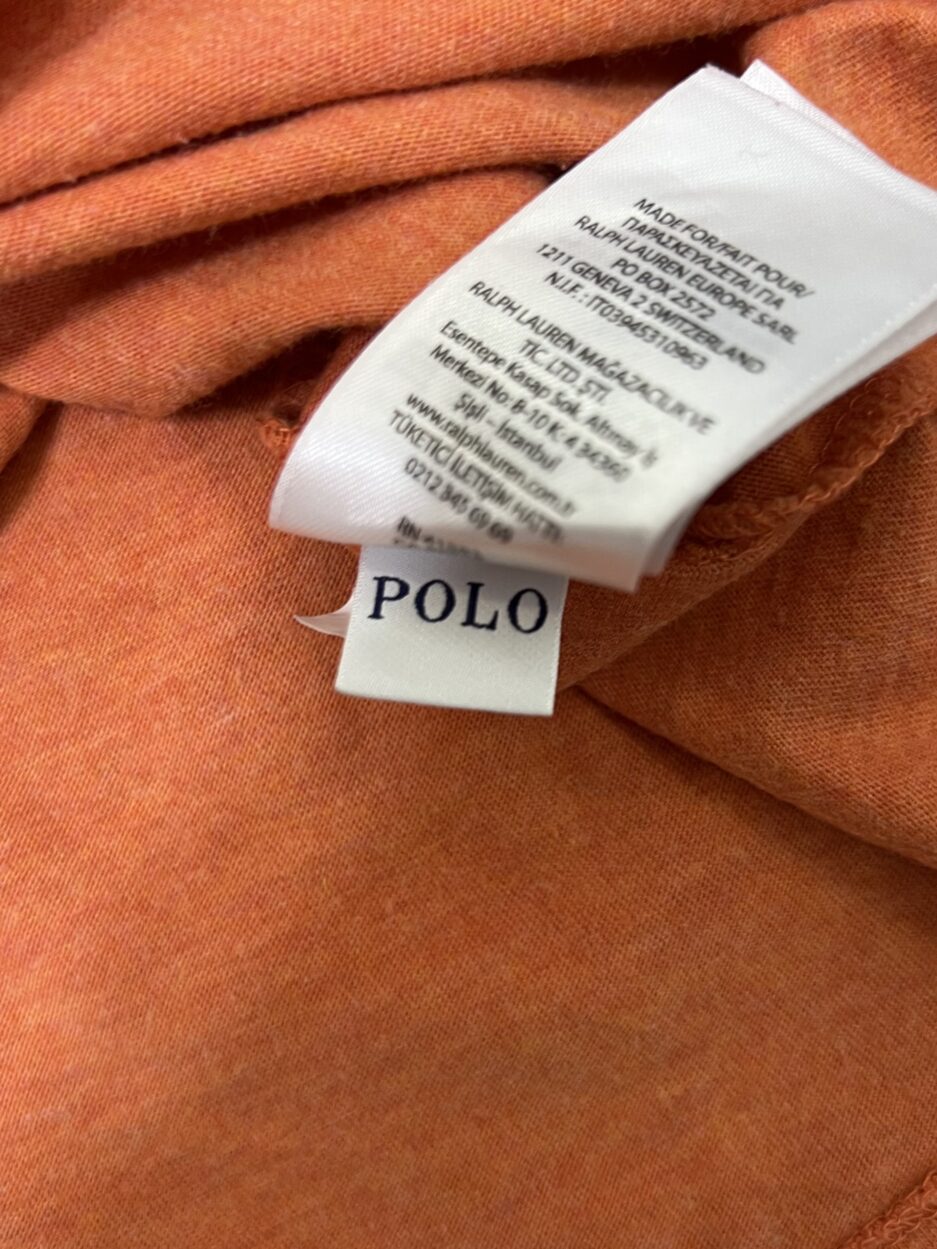 MADE FOR/FAIT POUR/
ΠΑΡΑΣΚΕΥΑΖΕΤΑΙ ΓΙΑ
RALPH LAUREN EUROPE SARL
PO BOX 2572
1211 GENEVA 2 SWITZERLAND
N.I.F. : IT03945310963
RALPH LAUREN MAĞAZACILIK VE
TİC. LTD. ŞTİ.
Esentepe Kasap Sok. Altınay İş
Merkezi No: 8-10 K: 4 34360
Şişli – İstanbul
www.ralphlauren.com.tr
TÜKETİCİ İLETİŞİM HATTI:
0212 345 69 69
RN
POLO